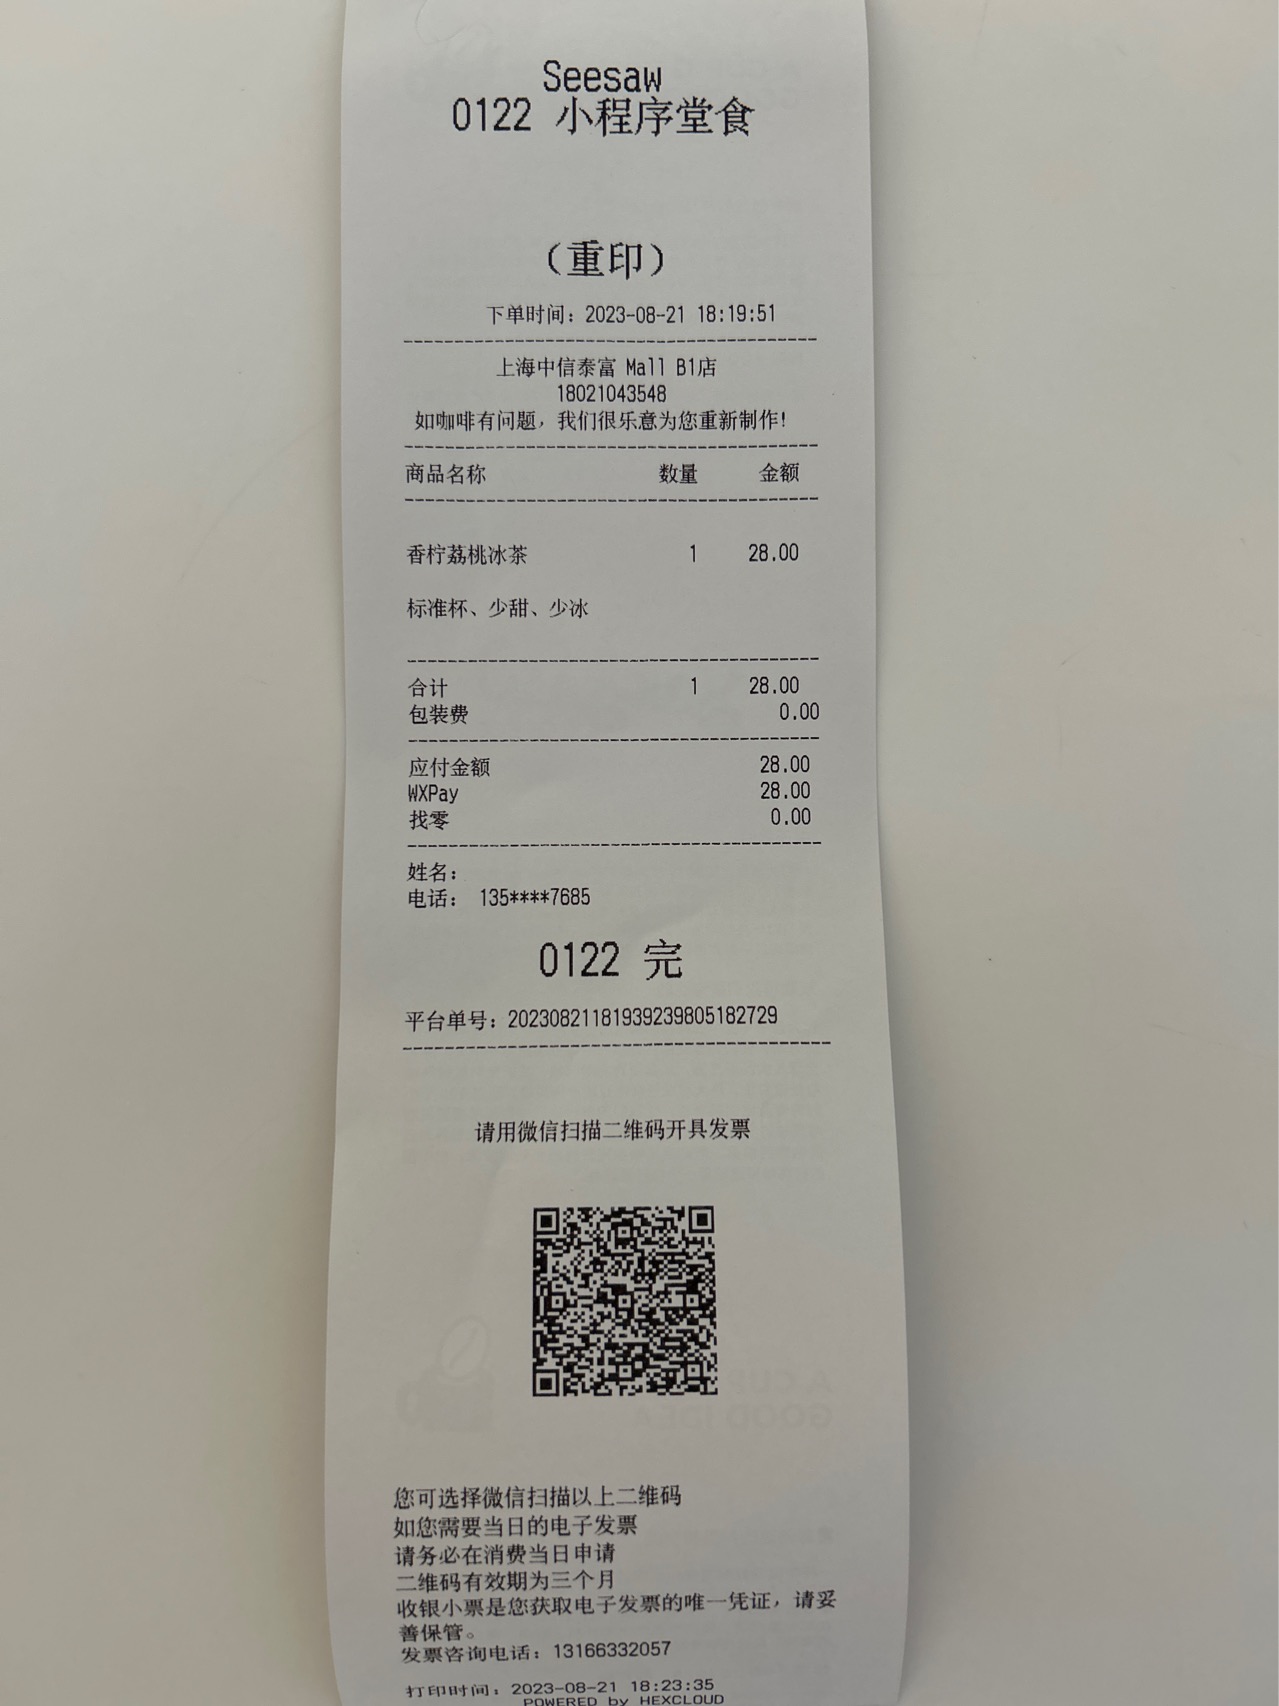 Seesaw
0122 小程序堂食
（重印）
下单时间：2023-08-21 18:19:51
上海中信泰富 Mall B1店
18021043548
如咖啡有问题，我们很乐意为您重新制作！
商品名称 数量 金额
香柠荔桃冰茶 1 28.00
标准杯、少甜、少冰
合计 1 28.00
包装费 0.00
应付金额 28.00
WXPay 28.00
找零 0.00
姓名：
电话： 135****7685
0122 完
平台单号：202308211819392398​05182729
请用微信扫描二维码开具发票
A CUP
GOOD IDEA
您可选择微信扫描以上二维码
如您需要当日的电子发票
请务必在消费当日申请
二维码有效期为三个月
收银小票是您获取电子发票的唯一凭证，请妥
善保管。
发票咨询电话：13166332057
打印时间：2023-08-21 18:23:35
POWERED by HEXCLOUD